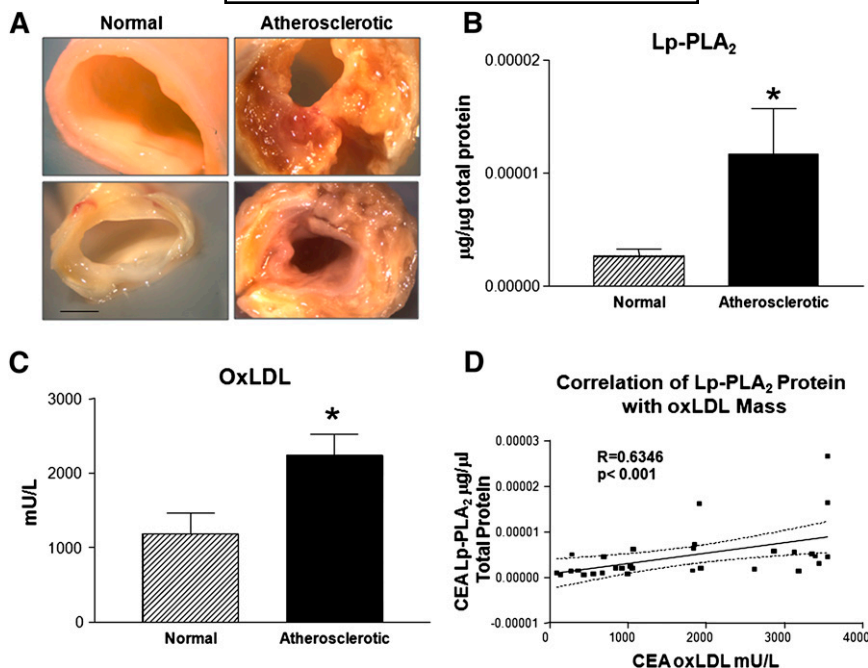 A
Normal
Atherosclerotic
B
Lp-PLA₂
0.00002
0.00001
0.00000
µg/µg total protein
*
Normal
Atherosclerotic
C
OxLDL
3000
2000
1000
0
mU/L
*
Normal
Atherosclerotic
D
Correlation of Lp-PLA₂ Protein
with oxLDL Mass
R=0.6346
p< 0.001
0.00003
0.00002
0.00001
0.00000
-0.00001
CEA Lp-PLA₂ µg/µl
Total Protein
0
1000
2000
3000
4000
CEA oxLDL mU/L